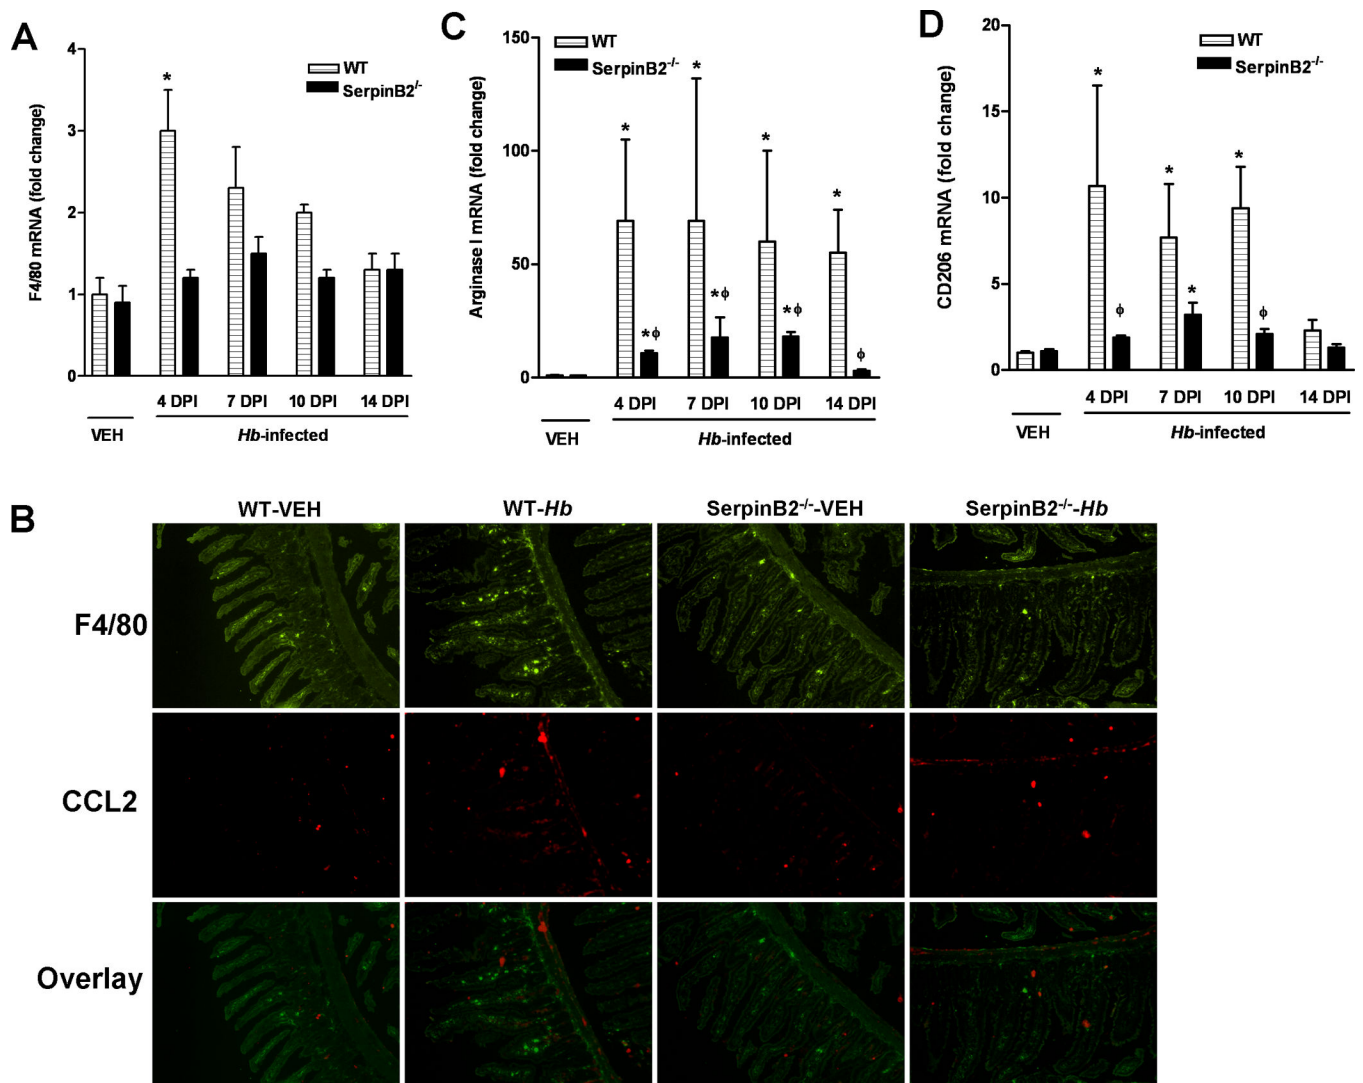 A
F4/80 mRNA (fold change)
4
3
2
1
0
WT
SerpinB2-/-
*
4 DPI 7 DPI 10 DPI 14 DPI
VEH Hb-infected
C
Arginase I mRNA (fold change)
150
100
50
0
WT
SerpinB2-/-
* * * *
*ϕ *ϕ *ϕ ϕ
4 DPI 7 DPI 10 DPI 14 DPI
VEH Hb-infected
D
CD206 mRNA (fold change)
20
15
10
5
0
WT
SerpinB2-/-
* * *
ϕ * ϕ
4 DPI 7 DPI 10 DPI 14 DPI
VEH Hb-infected
B
WT-VEH WT-Hb SerpinB2-/--VEH SerpinB2-/--Hb
F4/80
CCL2
Overlay